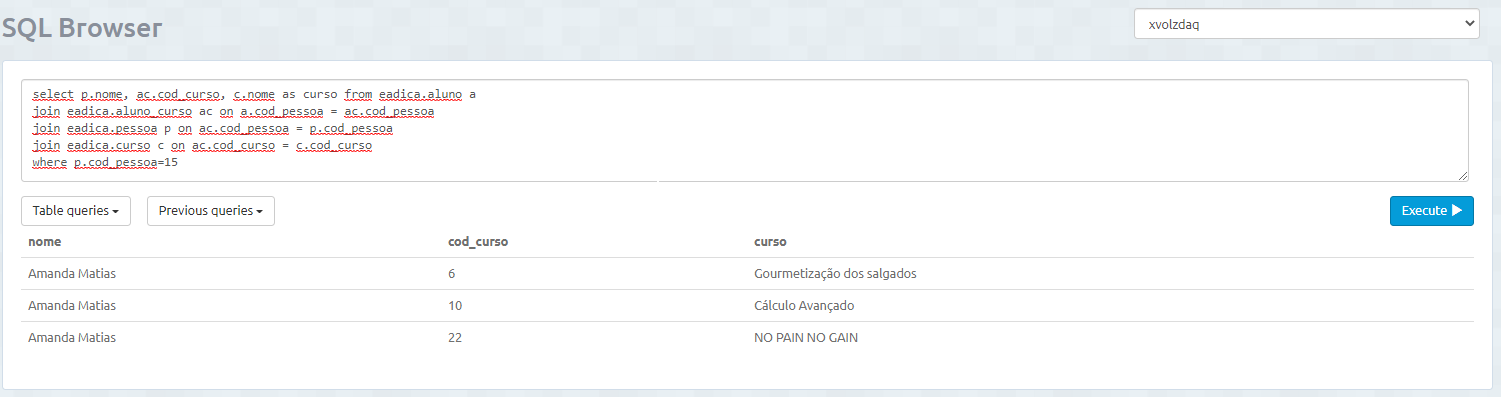 SQL Browser
xvolzdaq
select p.nome, ac.cod_curso, c.nome as curso from eadica.aluno a
join eadica.aluno_curso ac on a.cod_pessoa = ac.cod_pessoa
join eadica.pessoa p on ac.cod_pessoa = p.cod_pessoa
join eadica.curso c on ac.cod_curso = c.cod_curso
where p.cod_pessoa=15
Table queries Previous queries Execute
nome cod_curso curso
Amanda Matias 6 Gourmetização dos salgados
Amanda Matias 10 Cálculo Avançado
Amanda Matias 22 NO PAIN NO GAIN